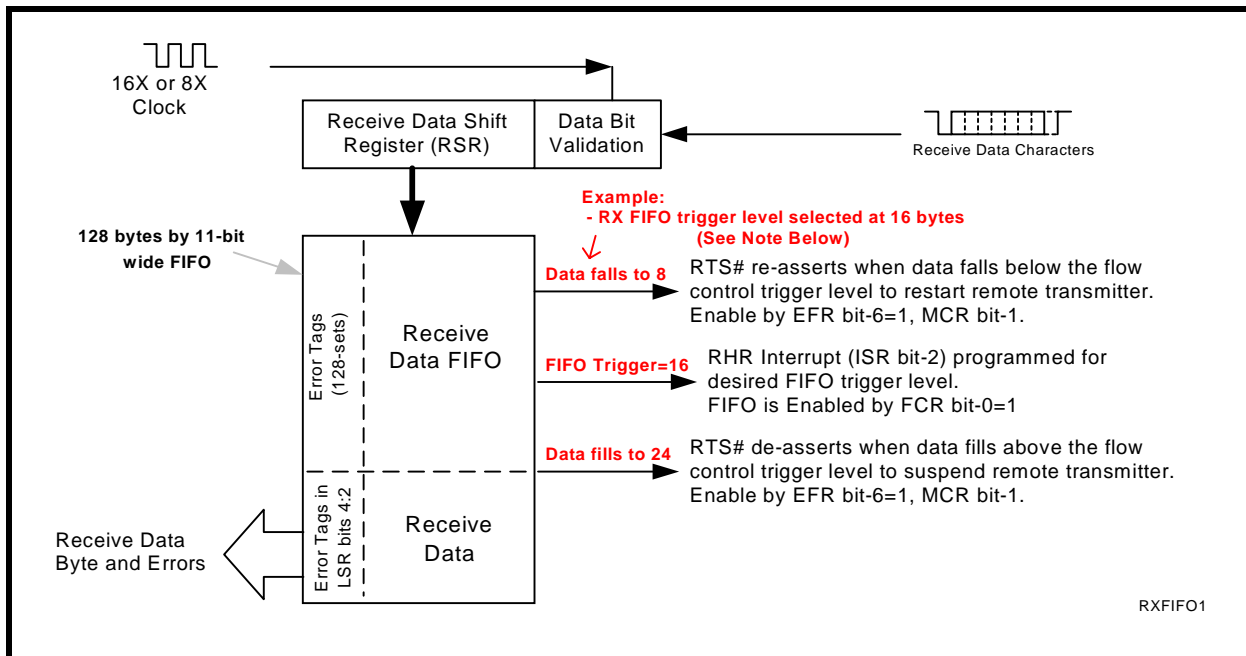 16X or 8X
Clock
Receive Data Shift
Register (RSR)
Data Bit
Validation
Receive Data Characters
Example:
- RX FIFO trigger level selected at 16 bytes
(See Note Below)
128 bytes by 11-bit
wide FIFO
Data falls to 8
RTS# re-asserts when data falls below the flow
control trigger level to restart remote transmitter.
Enable by EFR bit-6=1, MCR bit-1.
Error Tags
(128-sets)
Receive
Data FIFO
FIFO Trigger=16
RHR Interrupt (ISR bit-2) programmed for
desired FIFO trigger level.
FIFO is Enabled by FCR bit-0=1
Data fills to 24
RTS# de-asserts when data fills above the flow
control trigger level to suspend remote transmitter.
Enable by EFR bit-6=1, MCR bit-1.
Error Tags in
LSR bits 4:2
Receive
Data
Receive Data
Byte and Errors
RXFIFO1